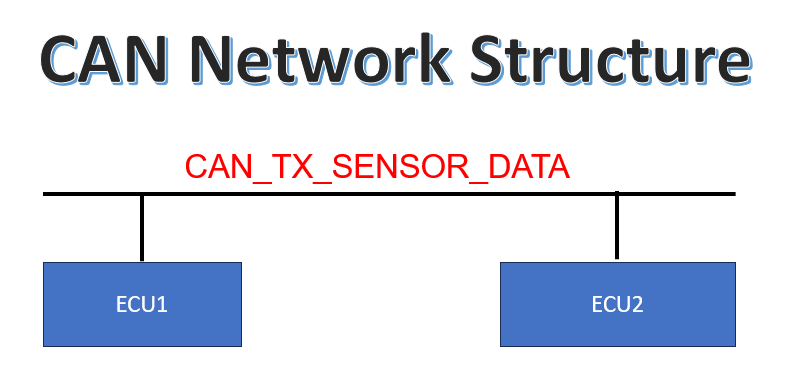 CAN Network Structure
CAN_TX_SENSOR_DATA
ECU1
ECU2